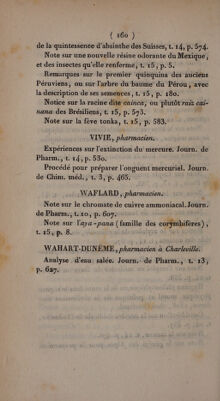 ( 160 )
de la quintessence d'absinthe des Suisses, t. 14, p. 574.
Note sur une nouvelle résine odorante du Mexique,
et des insectes qu'elle renferme, t. 15, p. 5.
Remarques sur le premier quinquina des anciens
Péruviens, ou sur l'arbre du baume du Pérou, avec
la description de ses semences, t. 15, p. 180.
Notice sur la racine dite cainca, ou plutôt raiz cai-
nana des Brésiliens, t. 15, p. 573.
Note sur la fève tonka, t. 15, p. 583.
VIVIE, pharmacien.
Expériences sur l'extinction du mercure. Journ. de
Pharm., t. 14, p. 530.
Procédé pour préparer l'onguent mercuriel. Journ.
de Chim. méd., t. 3, p. 465.
WAFLARD, pharmacien.
Note sur le chromate de cuivre ammoniacal. Journ.
de Pharm., t. 10, p. 607.
Note sur l'aya-pana (famille des corymbifères),
t. 15, p. 8.
WAHART-DUNÈME, pharmacien à Charleville.
Analyse d'eau salée. Journ. de Pharm., t. 13,
p. 627.